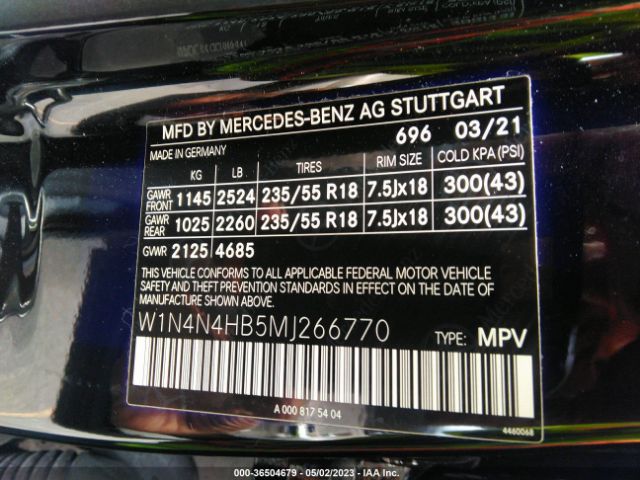 MFD BY MERCEDES-BENZ AG STUTTGART
696 03/21
MADE IN GERMANY
KG LB TIRES RIM SIZE COLD KPA (PSI)
GAWR FRONT 1145 2524 235/55 R18 7.5Jx18 300(43)
GAWR REAR 1025 2260 235/55 R18 7.5Jx18 300(43)
GVWR 2125 4685
THIS VEHICLE CONFORMS TO ALL APPLICABLE FEDERAL MOTOR VEHICLE
SAFETY AND THEFT PREVENTION STANDARDS IN EFFECT ON THE DATE OF
MANUFACTURE SHOWN ABOVE.
W1N4N4HB5MJ266770 TYPE: MPV
A 000 817 54 04
4460068
000-36504679 - 05/02/2023 - IAA Inc.